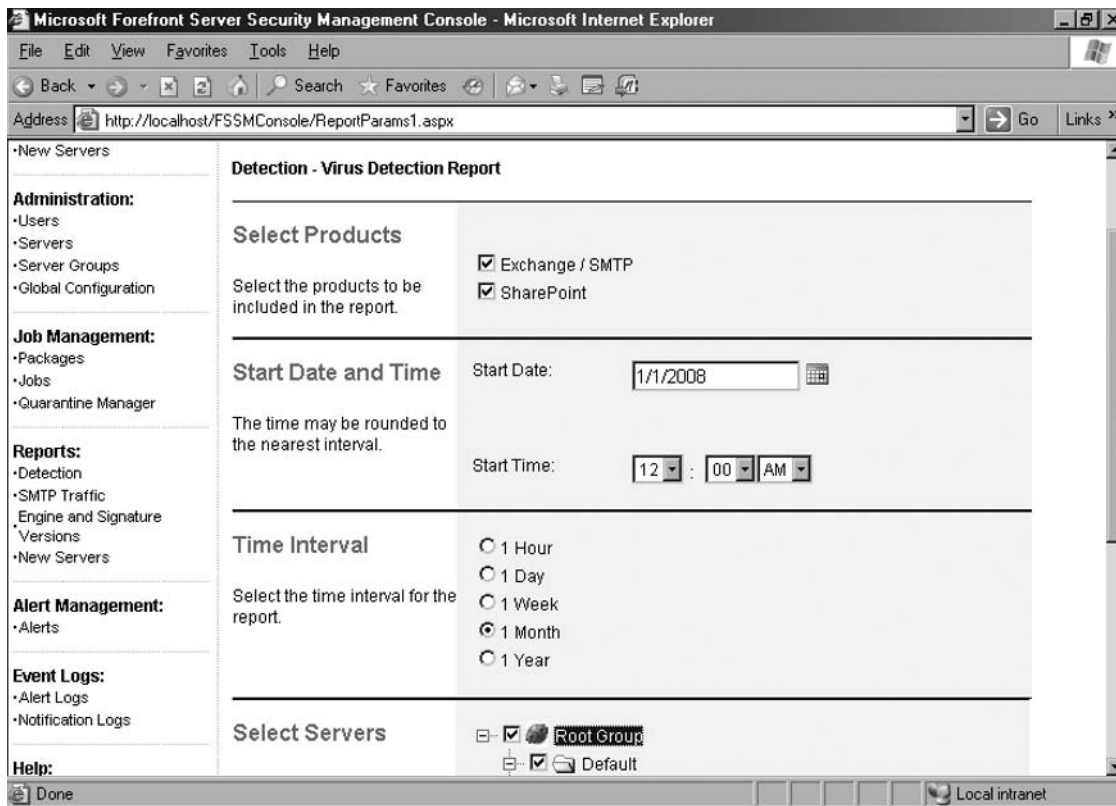 Microsoft Forefront Server Security Management Console - Microsoft Internet Explorer
File Edit View Favorites Tools Help
Back Search Favorites
Address http://localhost/FSSMConsole/ReportParams1.aspx Go Links »
•New Servers
Administration:
•Users
•Servers
•Server Groups
•Global Configuration
Job Management:
•Packages
•Jobs
•Quarantine Manager
Reports:
•Detection
•SMTP Traffic
•Engine and Signature
Versions
•New Servers
Alert Management:
•Alerts
Event Logs:
•Alert Logs
•Notification Logs
Help:
Detection - Virus Detection Report
Select Products
Select the products to be
included in the report.
Exchange / SMTP
SharePoint
Start Date and Time
The time may be rounded to
the nearest interval.
Start Date: 1/1/2008
Start Time: 12 : 00 AM
Time Interval
Select the time interval for the
report.
1 Hour
1 Day
1 Week
1 Month
1 Year
Select Servers
Root Group
Default
Done Local intranet